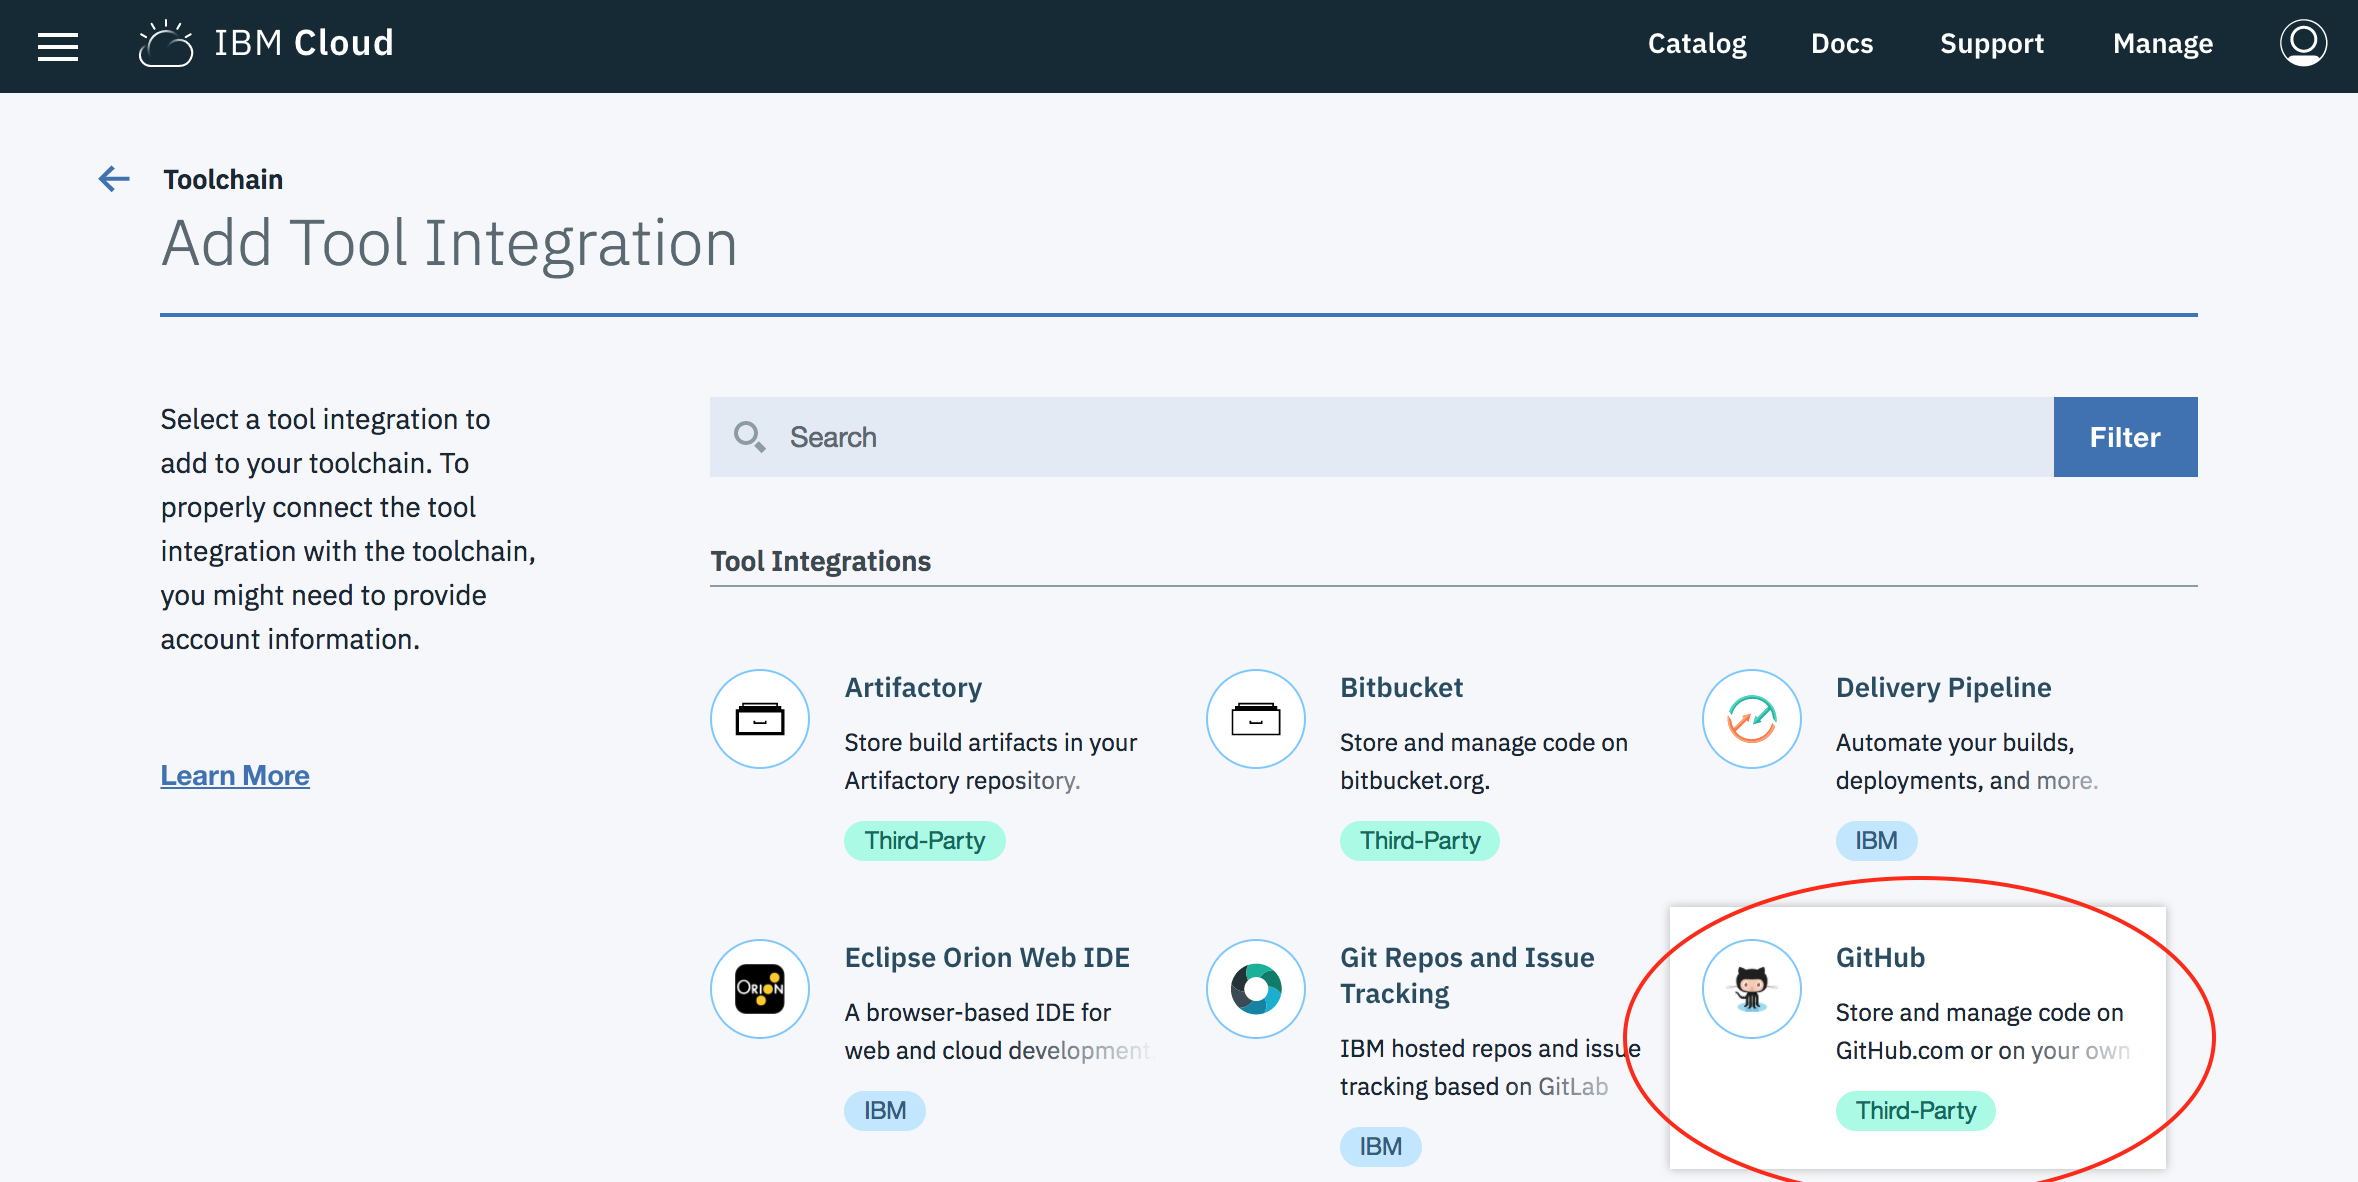 IBM Cloud
Catalog
Docs
Support
Manage
Toolchain
Add Tool Integration
Select a tool integration to
add to your toolchain. To
properly connect the tool
integration with the toolchain,
you might need to provide
account information.
Learn More
Search
Filter
Tool Integrations
Artifactory
Store build artifacts in your
Artifactory repository.
Third-Party
Bitbucket
Store and manage code on
bitbucket.org.
Third-Party
Delivery Pipeline
Automate your builds,
deployments, and more.
IBM
ORION
Eclipse Orion Web IDE
A browser-based IDE for
web and cloud development.
IBM
Git Repos and Issue
Tracking
IBM hosted repos and issue
tracking based on GitLab
IBM
GitHub
Store and manage code on
GitHub.com or on your own
Third-Party